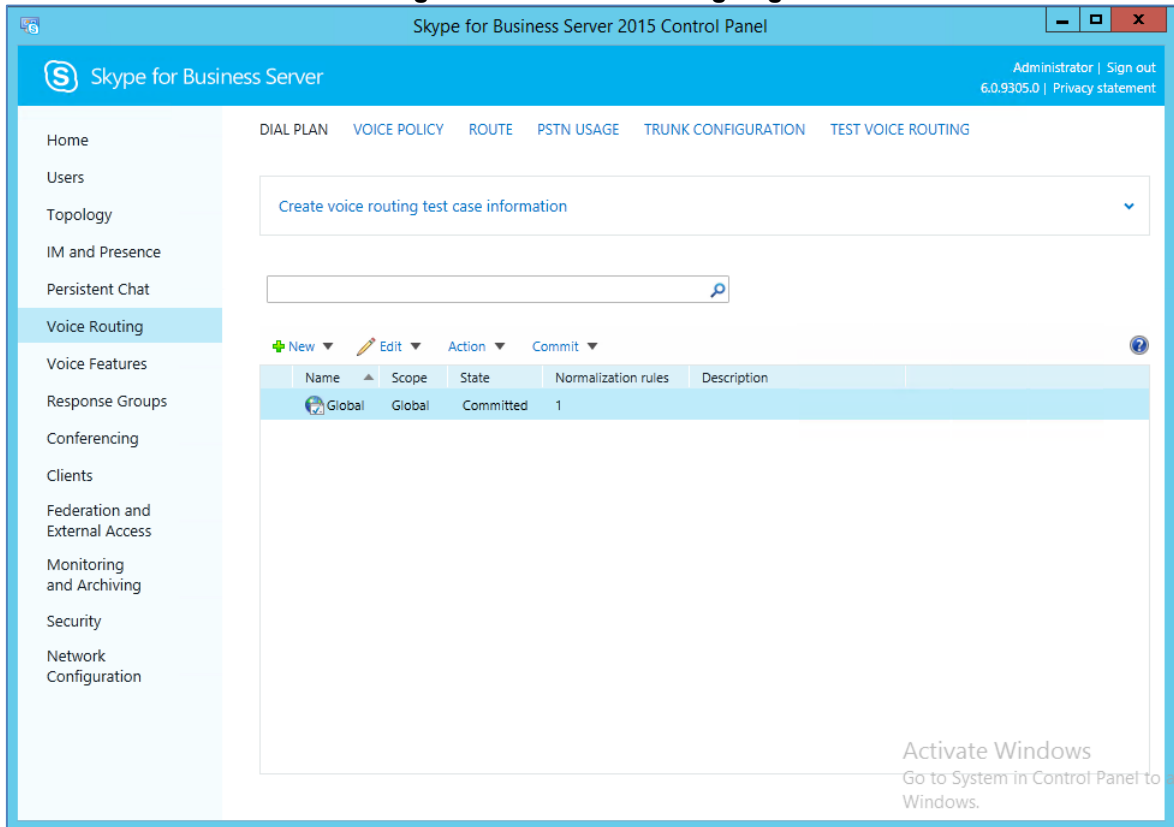 Skype for Business Server 2015 Control Panel
Skype for Business Server
Administrator | Sign out
6.0.9305.0 | Privacy statement
Home
Users
Topology
IM and Presence
Persistent Chat
Voice Routing
Voice Features
Response Groups
Conferencing
Clients
Federation and
External Access
Monitoring
and Archiving
Security
Network
Configuration
DIAL PLAN VOICE POLICY ROUTE PSTN USAGE TRUNK CONFIGURATION TEST VOICE ROUTING
Create voice routing test case information
New Edit Action Commit
Name Scope State Normalization rules Description
Global Global Committed 1
Activate Windows
Go to System in Control Panel to
Windows.